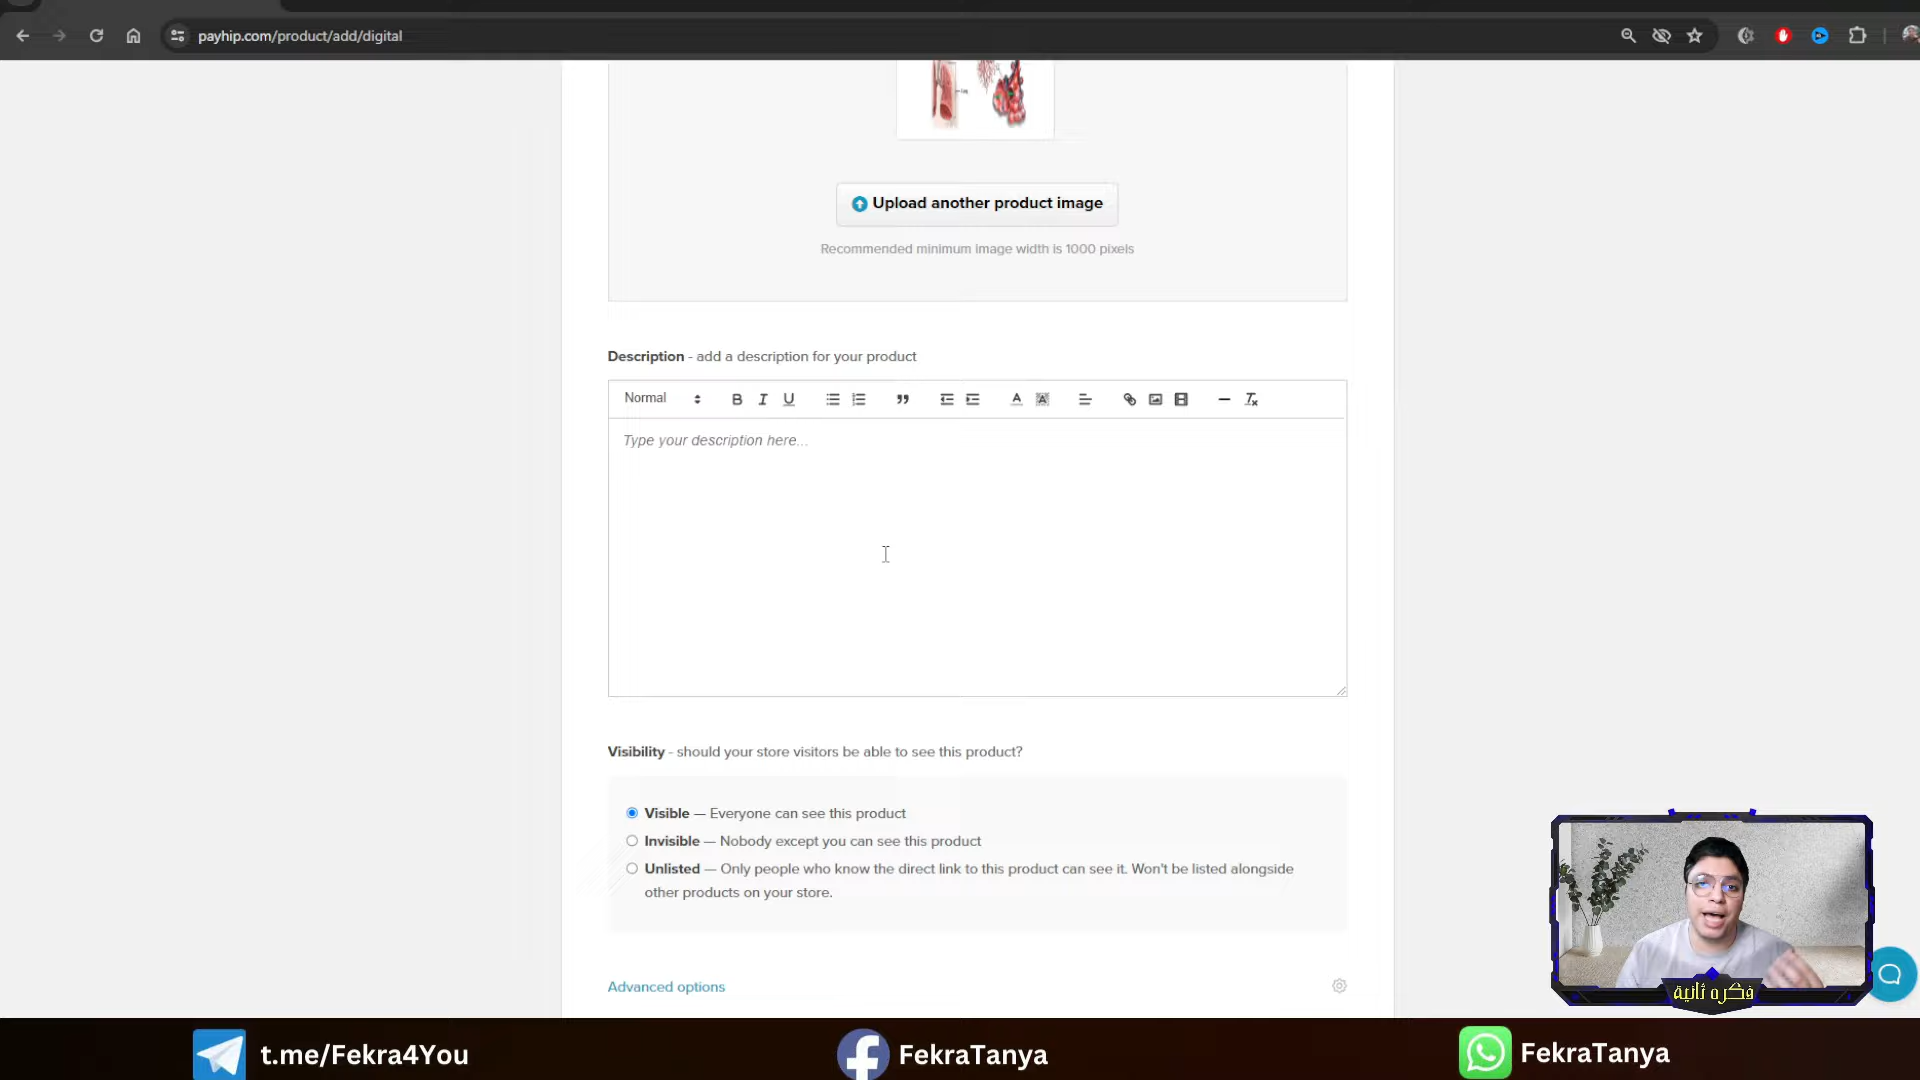 payhip.com/product/add/digital
Upload another product image
Recommended minimum image width is 1000 pixels
Description - add a description for your product
Normal
Type your description here...
Visibility - should your store visitors be able to see this product?
Visible — Everyone can see this product
Invisible — Nobody except you can see this product
Unlisted — Only people who know the direct link to this product can see it. Won't be listed alongside
other products on your store.
Advanced options
فكره ثانية
t.me/Fekra4You
FekraTanya
FekraTanya